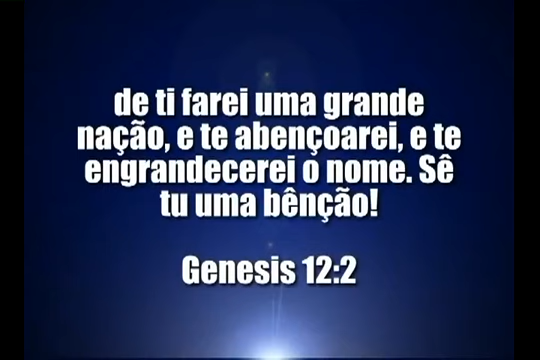 de ti farei uma grande
nação, e te abençoarei, e te
engrandecerei o nome. Sê
tu uma bênção!
Genesis 12:2